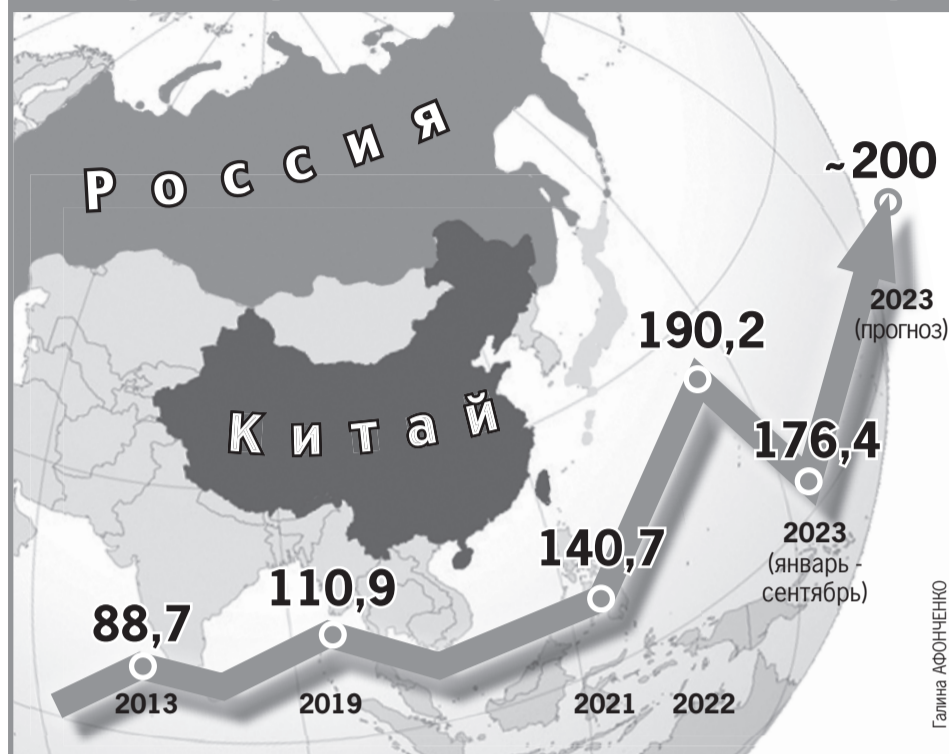 Россия
Китай
88,7
2013
110,9
2019
140,7
2021
190,2
2022
176,4
2023
(январь -
сентябрь)
~200
2023
(прогноз)
Галина АФОНЧЕНКО